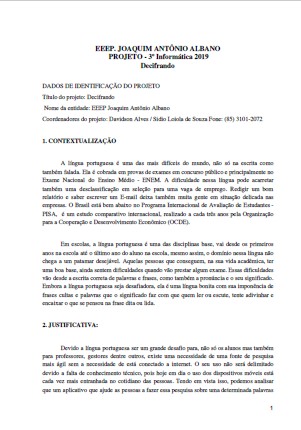 EEEP. JOAQUIM ANTÔNIO ALBANO
PROJETO - 3º Informática 2019
Decifrando
DADOS DE IDENTIFICAÇÃO DO PROJETO
Título do projeto: Decifrando
Nome da entidade: EEEP Joaquim Antônio Albano
Coordenadores do projeto: Davidson Alves / Sidio Loiola de Souza Fone: (85) 3101-2072
1. CONTEXTUALIZAÇÃO
A língua portuguesa é uma das mais difíceis do mundo, não só na escrita como
também falada. Ela é cobrada em provas de exames em concurso público e principalmente no
Exame Nacional do Ensino Médio - ENEM. A dificuldade nessa língua pode acarretar
também uma desclassificação em seleção para uma vaga de emprego. Redigir um bom
relatório e saber escrever um E-mail deixa também muita gente em situação delicada nas
empresas. O Brasil está bem abaixo no Programa Internacional de Avaliação de Estudantes -
PISA, é um estudo comparativo internacional, realizado a cada três anos pela Organização
para a Cooperação e Desenvolvimento Econômico (OCDE).
Em escolas, a língua portuguesa é uma das disciplinas base, vai desde os primeiros
anos na escola até o último ano do aluno na escola, mesmo assim, o domínio nessa língua não
chega a um patamar desejável. Aquelas pessoas que conseguem, na sua vida acadêmica, ter
uma boa base, ainda sentem dificuldades quando vão prestar algum exame. Essas dificuldades
vão desde a escrita correta de palavras e frases, como também a pronúncia e o seu significado.
Embora a língua portuguesa seja desafiadora, ela é uma língua bonita com sua imponência de
frases cultas e palavras que o significado faz com que quem ler ou escute, tente adivinhar e
encaixar o que se pensou na frase dita ou lida.
2. JUSTIFICATIVA:
Devido a língua portuguesa ser um grande desafio para, não só os alunos mas também
para professores, gestores dentre outros, existe uma necessidade de uma fonte de pesquisa
mais ágil sem a necessidade de está conectado a internet. O seu uso não será delimitado
devido a falta de conhecimento técnico, pois hoje em dia o uso dos dispositivos móveis está
cada vez mais entranhada no cotidiano das pessoas. Tendo em vista isso, podemos analisar
que um aplicativo que ajude as pessoas a fazer essa pesquisa sobre uma determinada palavras
1